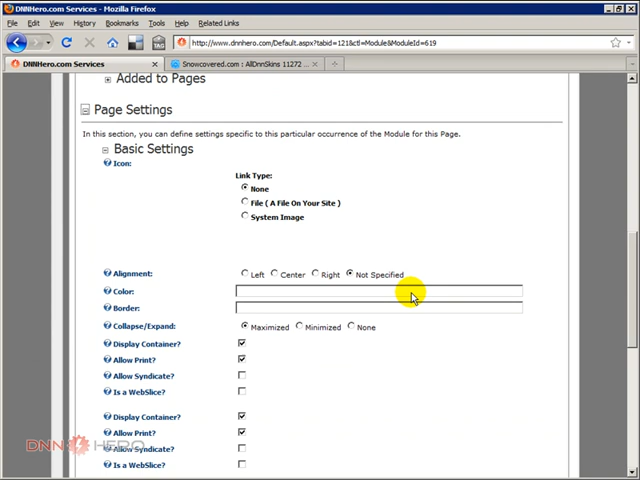 DNNHero.com Services - Mozilla Firefox
File Edit View History Bookmarks Tools Related Links
http://www.dnnhero.com/Default.aspx?tabid=121&ctl=Module&ModuleId=619
DNNHero.com Services
Snowcovered.com : AllDnnSkins 11272 ...
Added to Pages
Page Settings
In this section, you can define settings specific to this particular occurrence of the Module for this Page.
Basic Settings
Icon:
Link Type:
None
File ( A File On Your Site )
System Image
Alignment: Left Center Right Not Specified
Color:
Border:
Collapse/Expand: Maximized Minimized None
Display Container?
Allow Print?
Allow Syndicate?
Is a WebSlice?
Display Container?
Allow Print?
Allow Syndicate?
Is a WebSlice?
DNN HERO